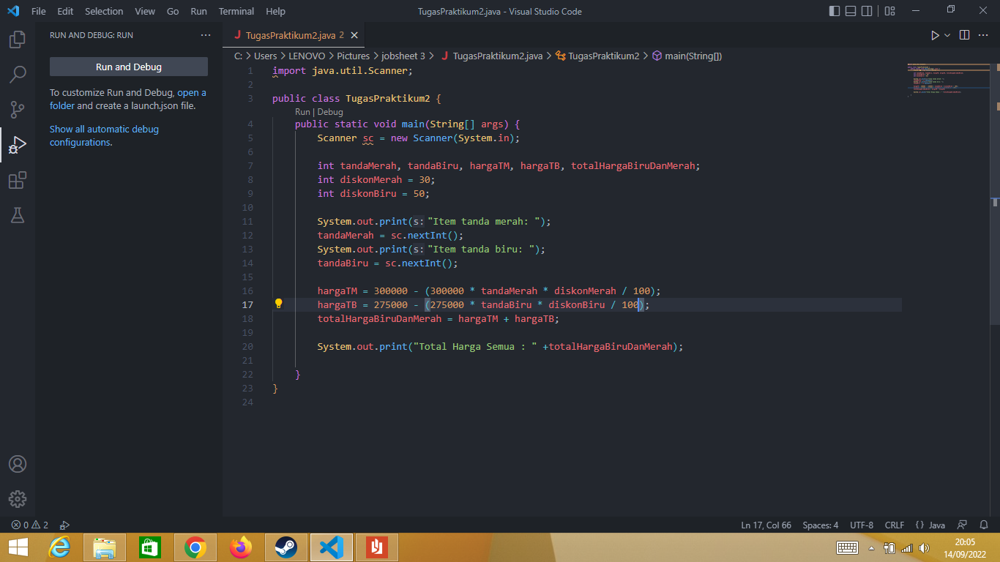 File Edit Selection View Go Run Terminal Help TugasPraktikum2.java - Visual Studio Code
RUN AND DEBUG: RUN
Run and Debug
To customize Run and Debug, open a
folder and create a launch.json file.
Show all automatic debug
configurations.
J TugasPraktikum2.java 2
C: > Users > LENOVO > Pictures > jobsheet 3 > J TugasPraktikum2.java > TugasPraktikum2 > main(String[])
1 import java.util.Scanner;
2
3 public class TugasPraktikum2 {
Run | Debug
4 public static void main(String[] args) {
5 Scanner sc = new Scanner(System.in);
6
7 int tandaMerah, tandaBiru, hargaTM, hargaTB, totalHargaBiruDanMerah;
8 int diskonMerah = 30;
9 int diskonBiru = 50;
10
11 System.out.print(s: "Item tanda merah: ");
12 tandaMerah = sc.nextInt();
13 System.out.print(s: "Item tanda biru: ");
14 tandaBiru = sc.nextInt();
15
16 hargaTM = 300000 - (300000 * tandaMerah * diskonMerah / 100);
17 hargaTB = 275000 - (275000 * tandaBiru * diskonBiru / 100);
18 totalHargaBiruDanMerah = hargaTM + hargaTB;
19
20 System.out.print("Total Harga Semua : " +totalHargaBiruDanMerah);
21
22 }
23 }
24
0 2
Ln 17, Col 66 Spaces: 4 UTF-8 CRLF {} Java
20:05
14/09/2022